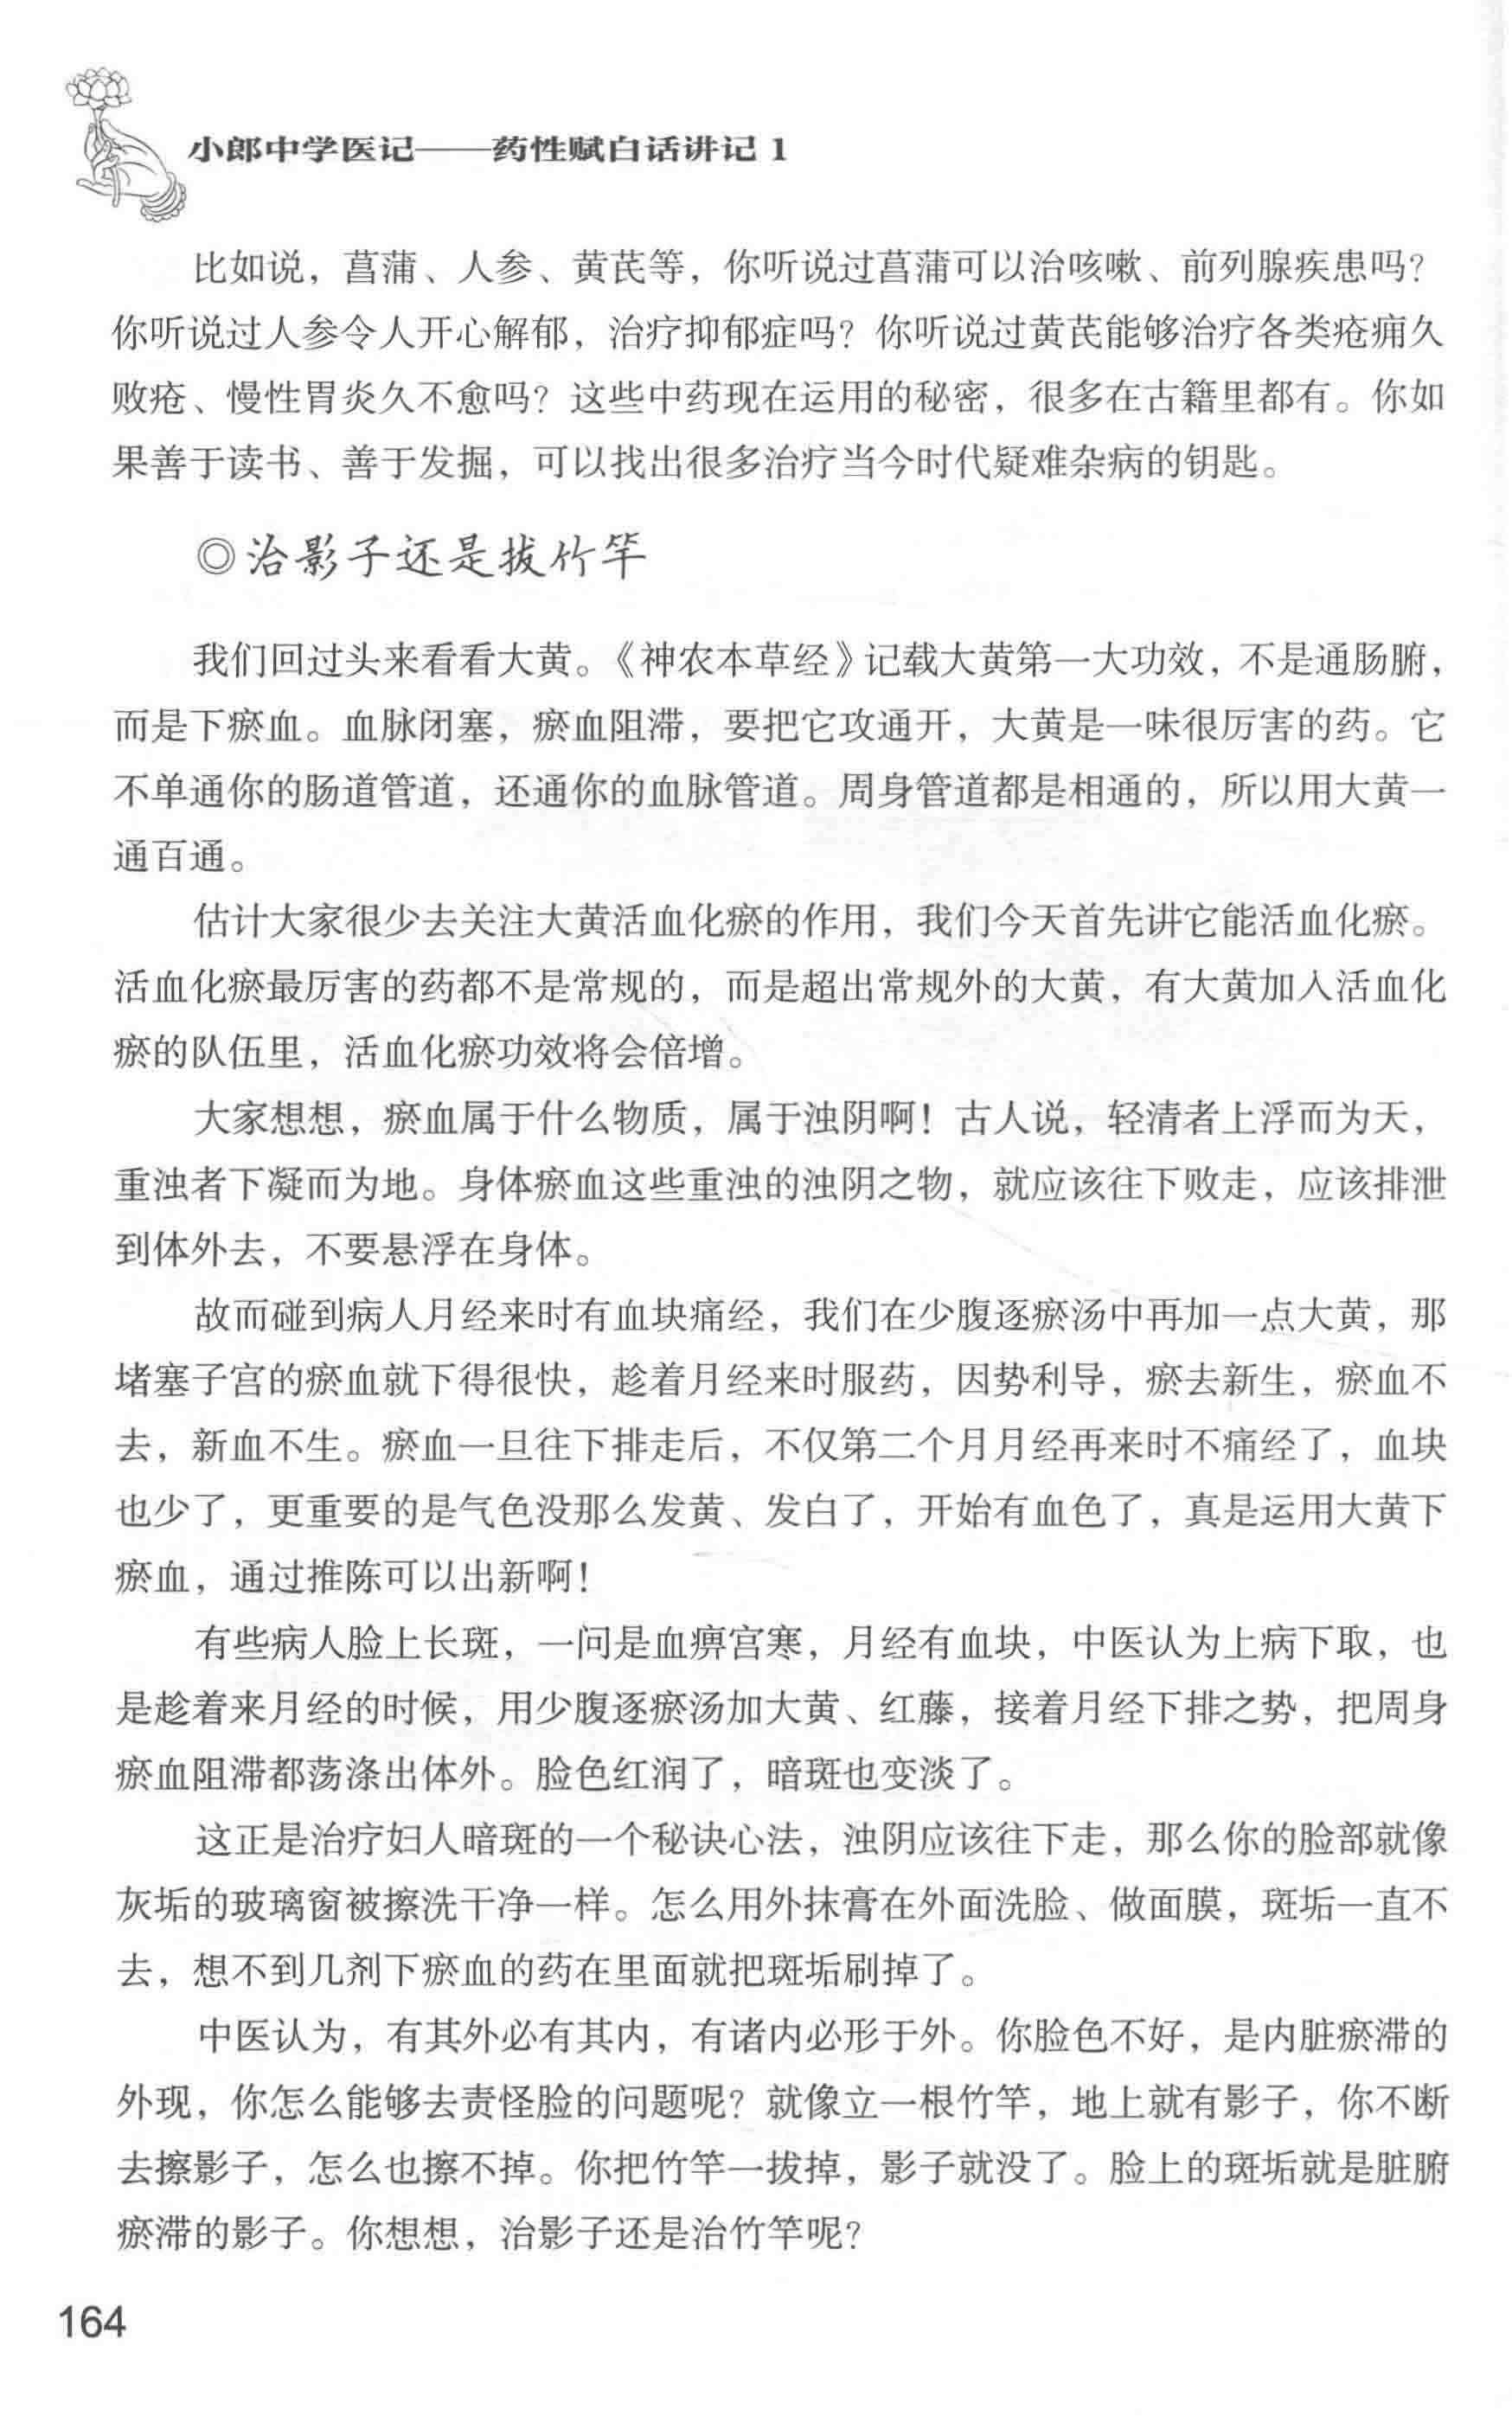 小郎中学医记——药性赋白话讲记 1
比如说，菖蒲、人参、黄芪等，你听说过菖蒲可以治咳嗽、前列腺疾患吗？
你听说过人参令人开心解郁，治疗抑郁症吗？你听说过黄芪能够治疗各类疮痈久
败疮、慢性胃炎久不愈吗？这些中药现在运用的秘密，很多在古籍里都有。你如
果善于读书、善于发掘，可以找出很多治疗当今时代疑难杂病的钥匙。
◎治影子还是拔竹竿
我们回过头来看看大黄。《神农本草经》记载大黄第一大功效，不是通肠腑，
而是下瘀血。血脉闭塞，瘀血阻滞，要把它攻通开，大黄是一味很厉害的药。它
不单通你的肠道管道，还通你的血脉管道。周身管道都是相通的，所以用大黄一
通百通。
估计大家很少去关注大黄活血化瘀的作用，我们今天首先讲它能活血化瘀。
活血化瘀最厉害的药都不是常规的，而是超出常规外的大黄，有大黄加入活血化
瘀的队伍里，活血化瘀功效将会倍增。
大家想想，瘀血属于什么物质，属于浊阴啊！古人说，轻清者上浮而为天，
重浊者下凝而为地。身体瘀血这些重浊的浊阴之物，就应该往下败走，应该排泄
到体外去，不要悬浮在身体。
故而碰到病人月经来时有血块痛经，我们在少腹逐瘀汤中再加一点大黄，那
堵塞子宫的瘀血就下得很快，趁着月经来时服药，因势利导，瘀去新生，瘀血不
去，新血不生。瘀血一旦往下排走后，不仅第二个月月经再来时不痛经了，血块
也少了，更重要的是气色没那么发黄、发白了，开始有血色了，真是运用大黄下
瘀血，通过推陈可以出新啊！
有些病人脸上长斑，一问是血痹宫寒，月经有血块，中医认为上病下取，也
是趁着来月经的时候，用少腹逐瘀汤加大黄、红藤，接着月经下排之势，把周身
瘀血阻滞都荡涤出体外。脸色红润了，暗斑也变淡了。
这正是治疗妇人暗斑的一个秘诀心法，浊阴应该往下走，那么你的脸部就像
灰垢的玻璃窗被擦洗干净一样。怎么用外抹膏在外面洗脸、做面膜，斑垢一直不
去，想不到几剂下瘀血的药在里面就把斑垢刷掉了。
中医认为，有其外必有其内，有诸内必形于外。你脸色不好，是内脏瘀滞的
外现，你怎么能够去责怪脸的问题呢？就像立一根竹竿，地上就有影子，你不断
去擦影子，怎么也擦不掉。你把竹竿一拔掉，影子就没了。脸上的斑垢就是脏腑
瘀滞的影子。你想想，治影子还是治竹竿呢？
164